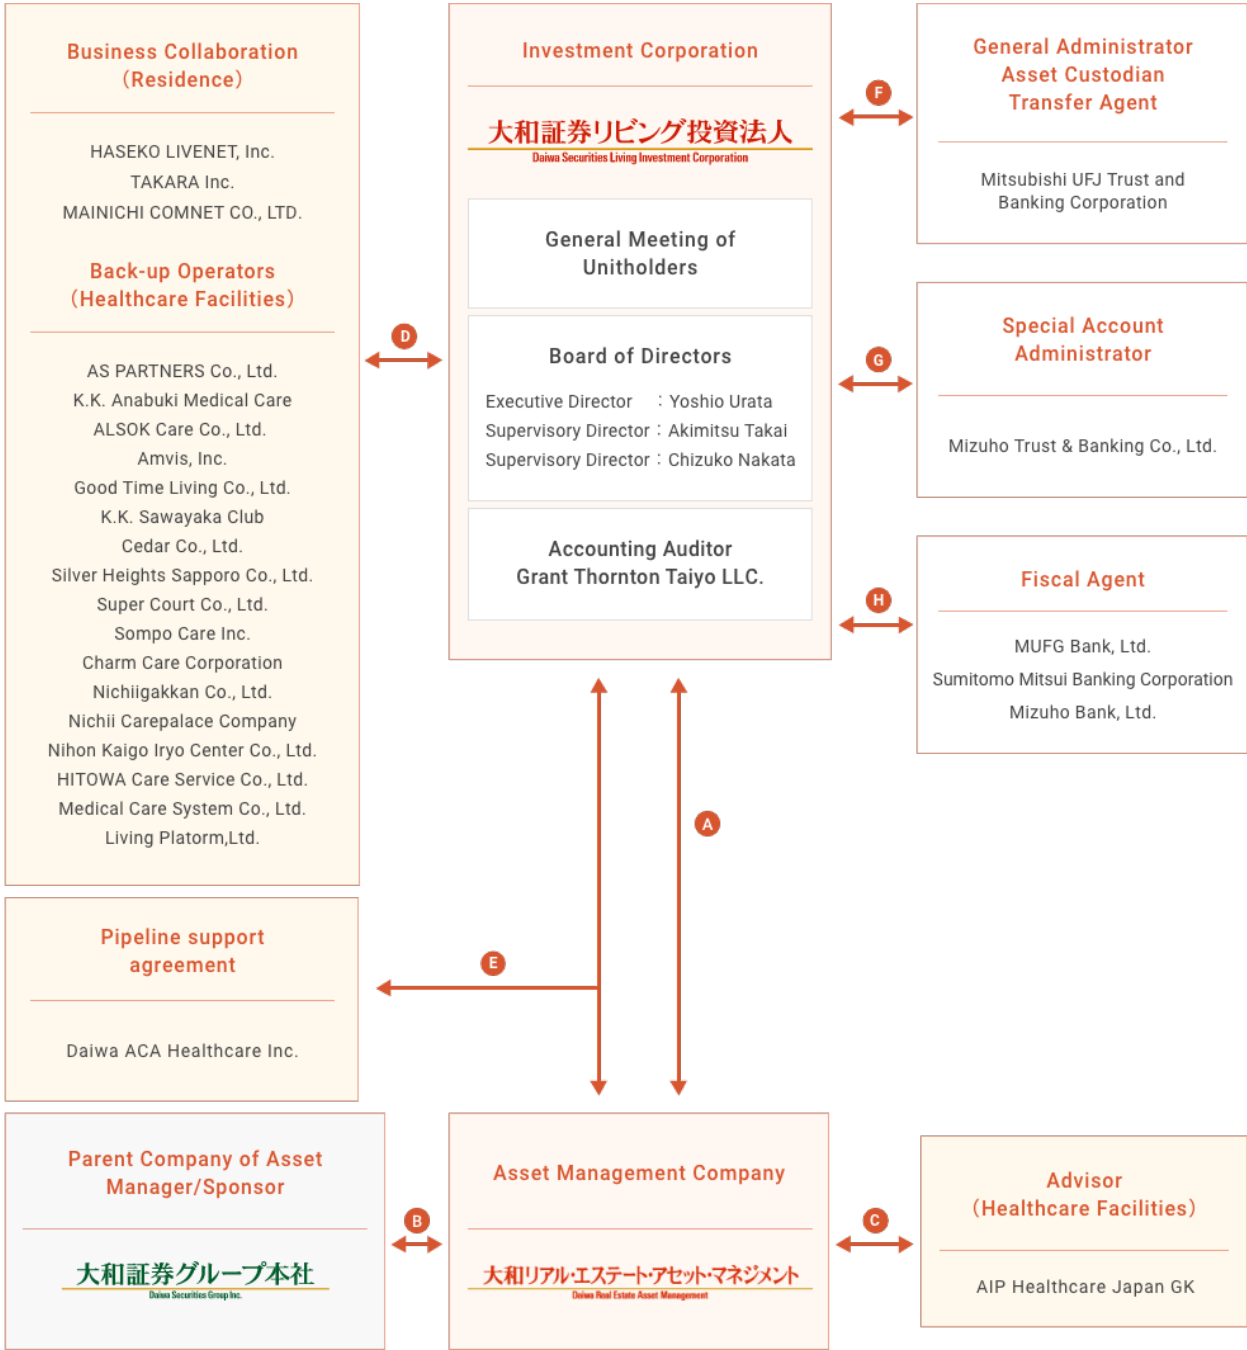 Business Collaboration
(Residence)
HASEKO LIVENET, Inc.
TAKARA Inc.
MAINICHI COMNET CO., LTD.
Back-up Operators
(Healthcare Facilities)
AS PARTNERS Co., Ltd.
K.K. Anabuki Medical Care
ALSOK Care Co., Ltd.
Amvis, Inc.
Good Time Living Co., Ltd.
K.K. Sawayaka Club
Cedar Co., Ltd.
Silver Heights Sapporo Co., Ltd.
Super Court Co., Ltd.
Sompo Care Inc.
Charm Care Corporation
Nichiigakkan Co., Ltd.
Nichii Carepalace Company
Nihon Kaigo Iryo Center Co., Ltd.
HITOWA Care Service Co., Ltd.
Medical Care System Co., Ltd.
Living Platorm,Ltd.
D
Investment Corporation
大和証券リビング投資法人
Daiwa Securities Living Investment Corporation
General Meeting of
Unitholders
Board of Directors
Executive Director : Yoshio Urata
Supervisory Director : Akimitsu Takai
Supervisory Director : Chizuko Nakata
Accounting Auditor
Grant Thornton Taiyo LLC.
F
General Administrator
Asset Custodian
Transfer Agent
Mitsubishi UFJ Trust and
Banking Corporation
G
Special Account
Administrator
Mizuho Trust & Banking Co., Ltd.
H
Fiscal Agent
MUFG Bank, Ltd.
Sumitomo Mitsui Banking Corporation
Mizuho Bank, Ltd.
A
E
Pipeline support
agreement
Daiwa ACA Healthcare Inc.
Parent Company of Asset
Manager/Sponsor
大和証券グループ本社
Daiwa Securities Group Inc.
B
Asset Management Company
大和リアル・エステート・アセット・マネジメント
Daiwa Real Estate Asset Management
C
Advisor
(Healthcare Facilities)
AIP Healthcare Japan GK